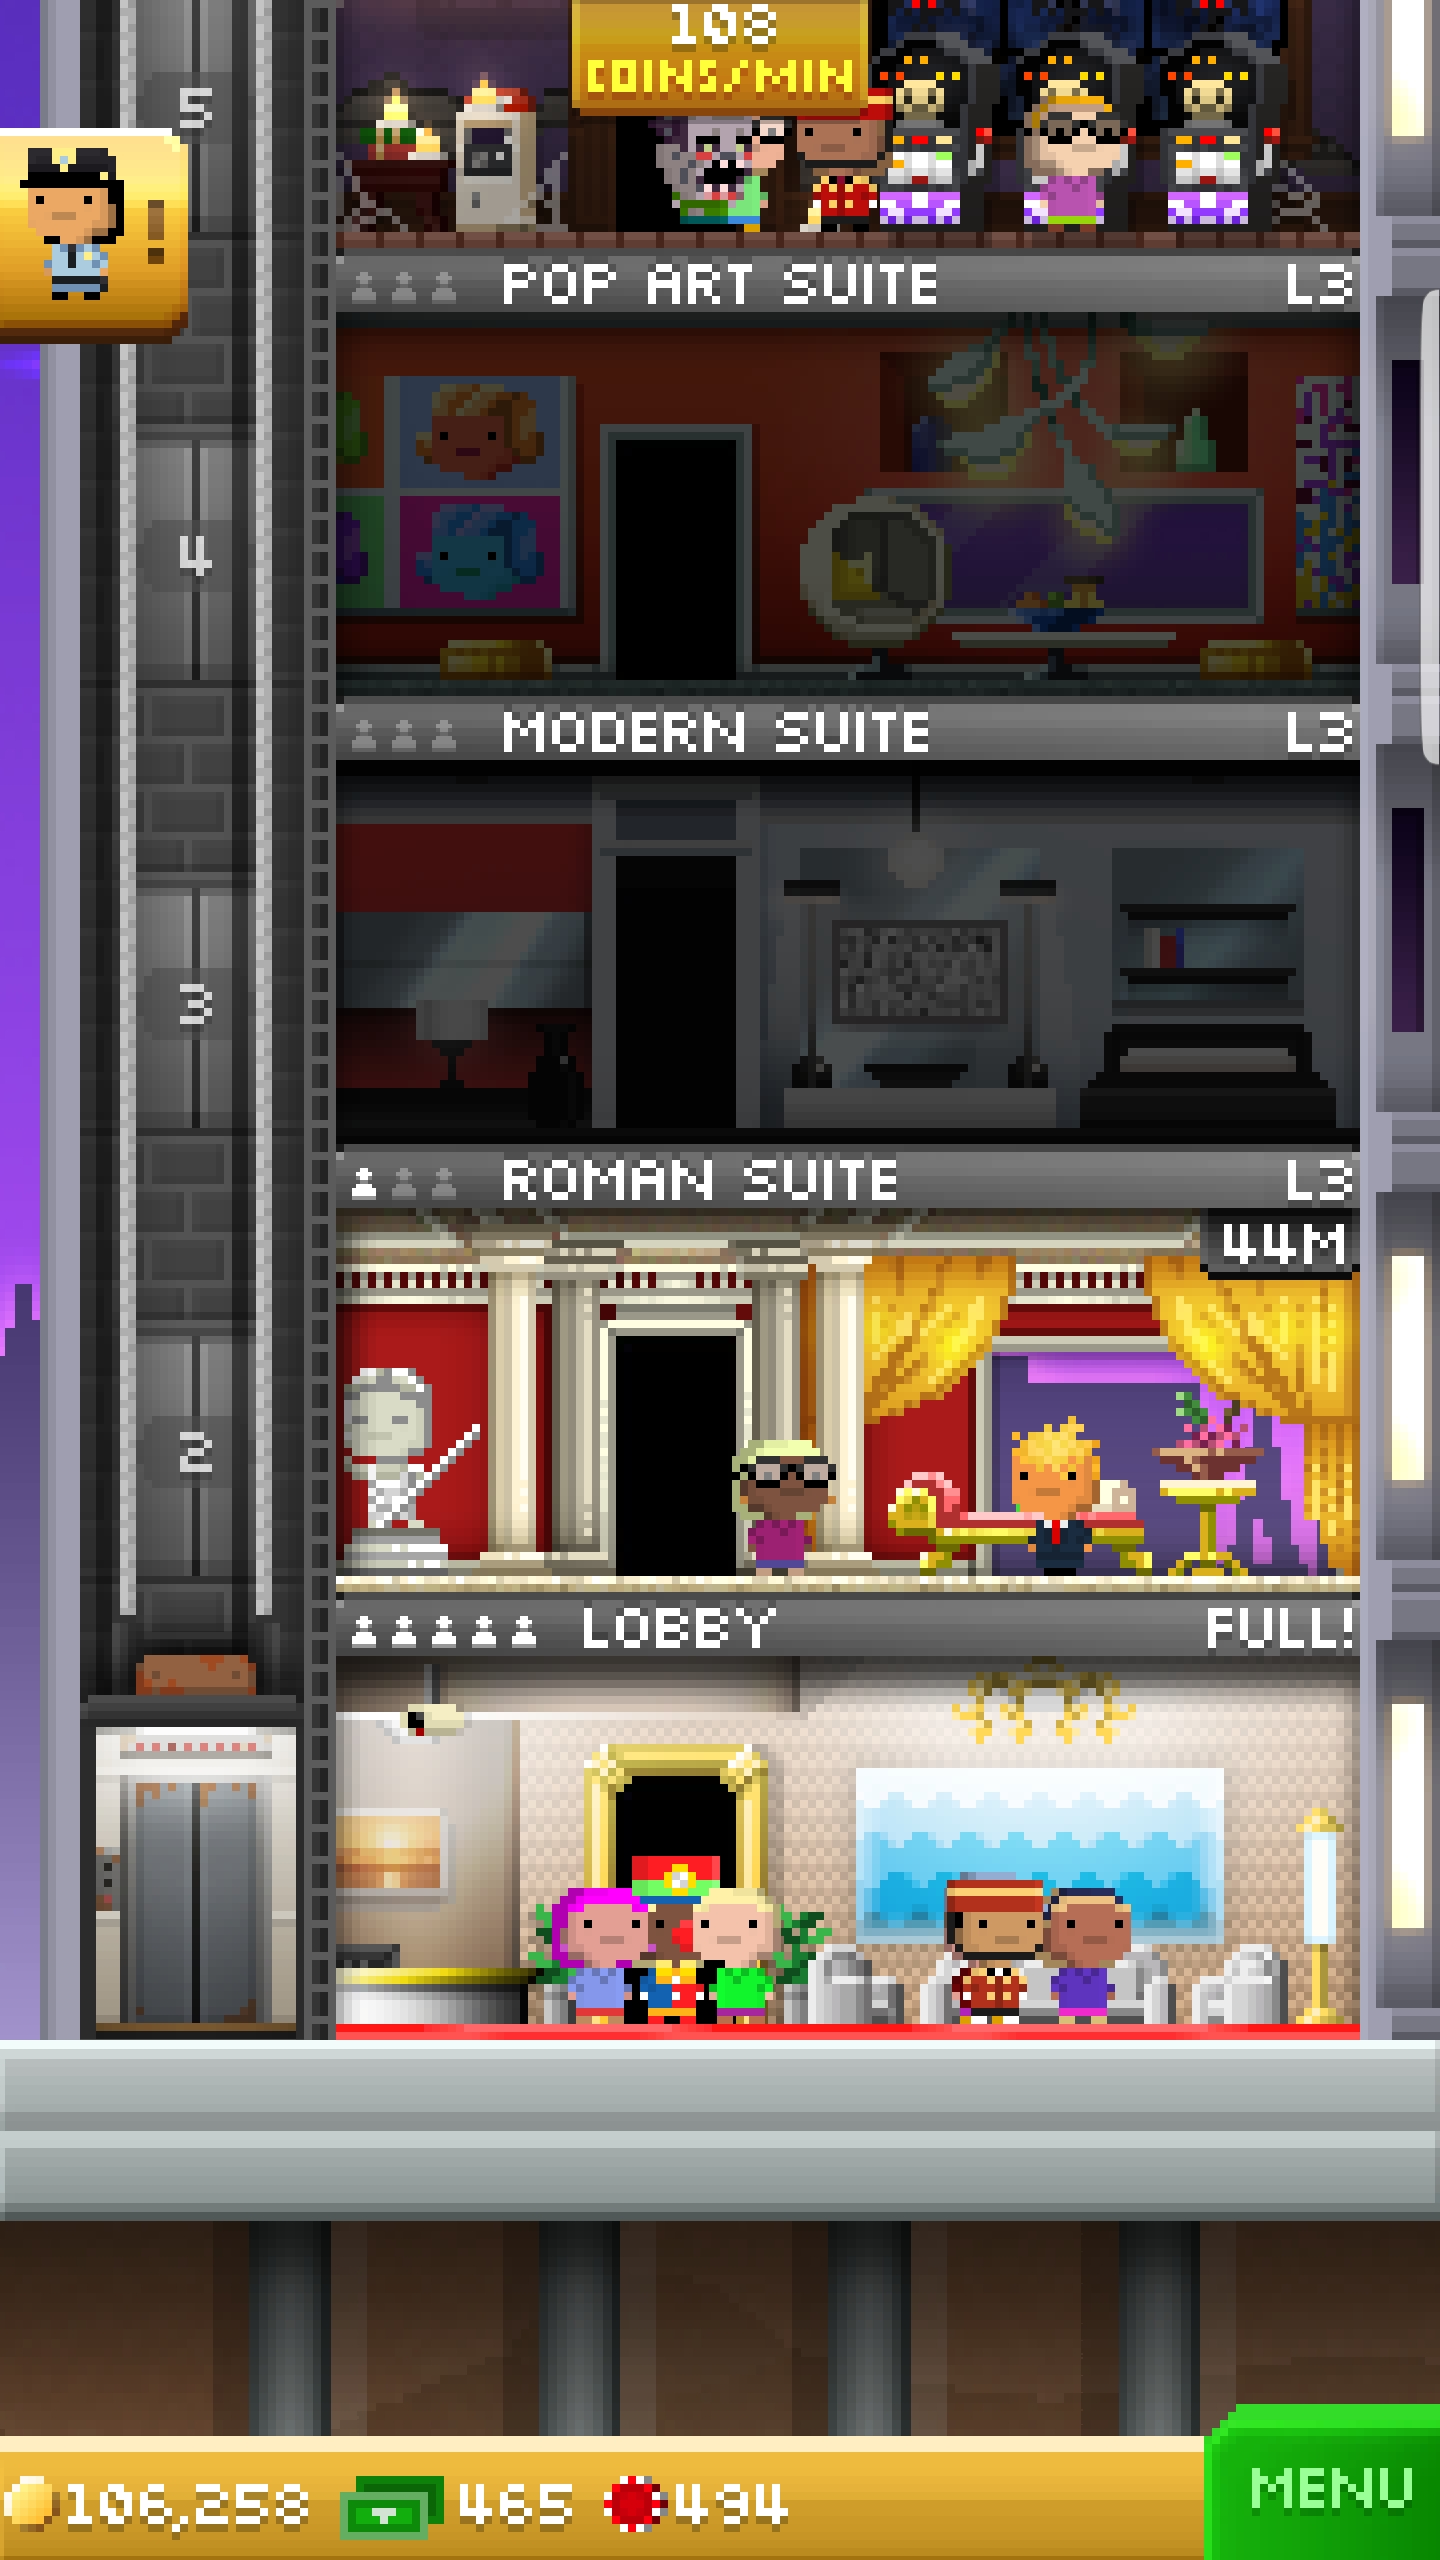 108
COINS/MIN
5
!
POP ART SUITE L3
4
MODERN SUITE L3
3
ROMAN SUITE L3
44M
2
LOBBY FULL!
106,258 465 494
MENU